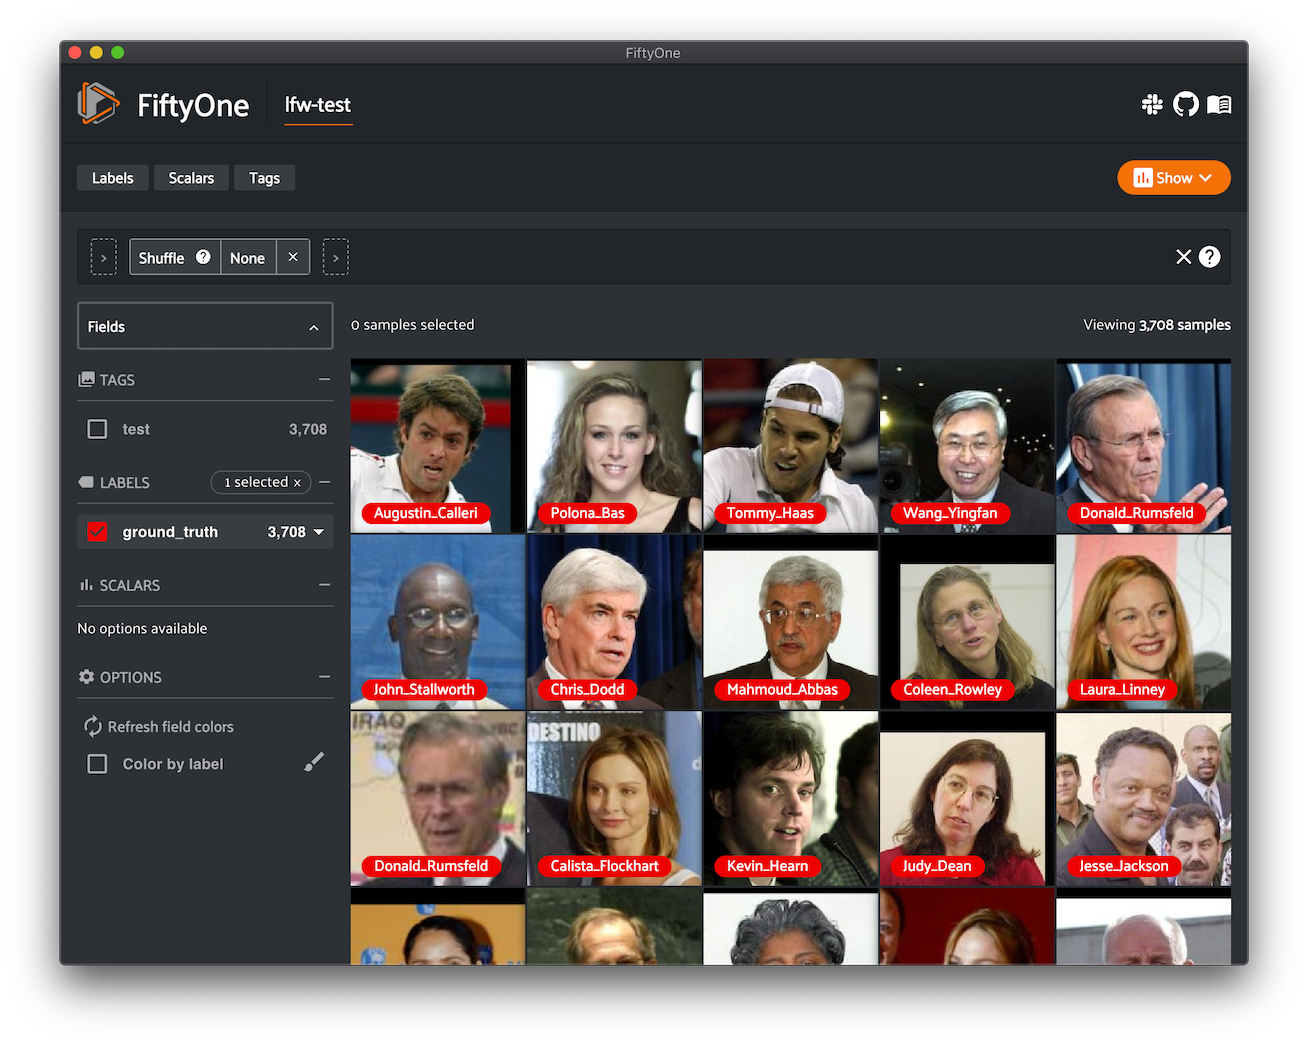 FiftyOne
FiftyOne
lfw-test
Labels
Scalars
Tags
Show
Shuffle ? None ×
× ?
Fields
0 samples selected
Viewing 3,708 samples
TAGS
test 3,708
LABELS
1 selected ×
ground_truth 3,708
SCALARS
No options available
OPTIONS
Refresh field colors
Color by label
Augustin_Calleri
Polona_Bas
Tommy_Haas
Wang_Yingfan
Donald_Rumsfeld
John_Stallworth
Chris_Dodd
Mahmoud_Abbas
Coleen_Rowley
Laura_Linney
IRAQ
DESTINO
Donald_Rumsfeld
Calista_Flockhart
Kevin_Hearn
Judy_Dean
Jesse_Jackson